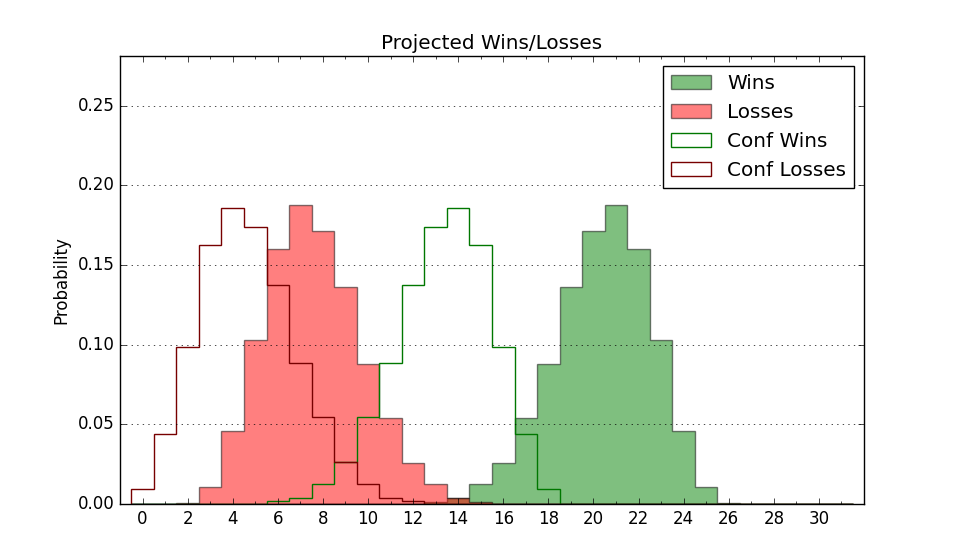 Projected Wins/Losses
Wins
Losses
Conf Wins
Conf Losses
Probability
0.25
0.20
0.15
0.10
0.05
0.00
0 2 4 6 8 10 12 14 16 18 20 22 24 26 28 30